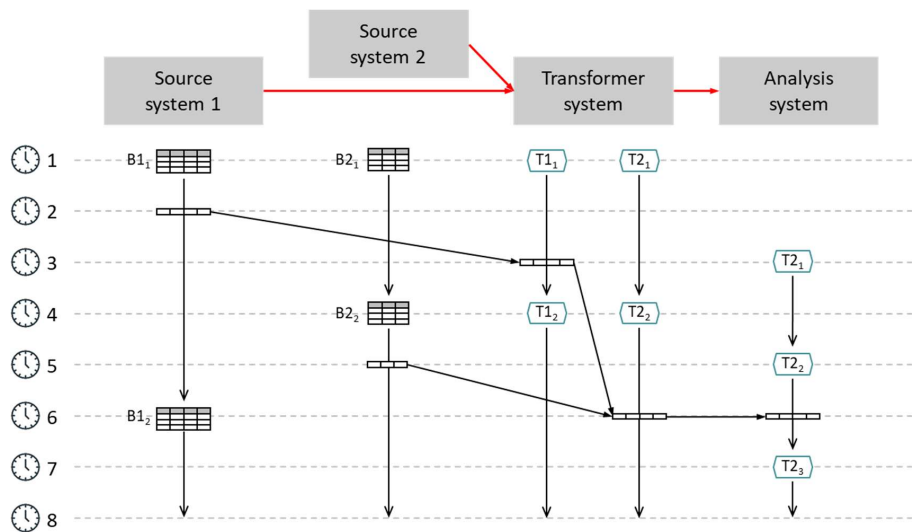 Source
system 2
Source
system 1
Transformer
system
Analysis
system
1 B1₁ B2₁ T1₁ T2₁
2
3 T2₁
4 B2₂ T1₂ T2₂
5 T2₂
6 B1₂
7 T2₃
8